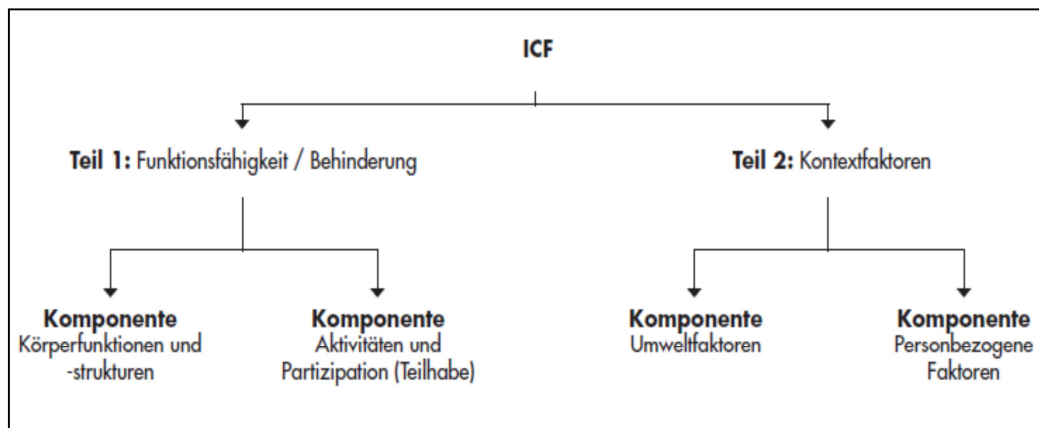 ICF
Teil 1: Funktionsfähigkeit / Behinderung
Teil 2: Kontextfaktoren
Komponente
Körperfunktionen und
-strukturen
Komponente
Aktivitäten und
Partizipation (Teilhabe)
Komponente
Umweltfaktoren
Komponente
Personbezogene
Faktoren